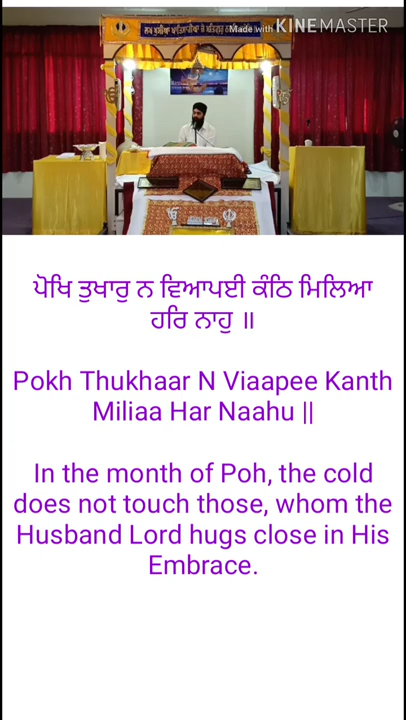 Made with KINEMASTER
ਪੋਖਿ ਤੁਖਾਰੁ ਨ ਵਿਆਪਈ ਕੰਠਿ ਮਿਲਿਆ
ਹਰਿ ਨਾਹੁ ॥
Pokh Thukhaar N Viaapee Kanth
Miliaa Har Naahu ||
In the month of Poh, the cold
does not touch those, whom the
Husband Lord hugs close in His
Embrace.